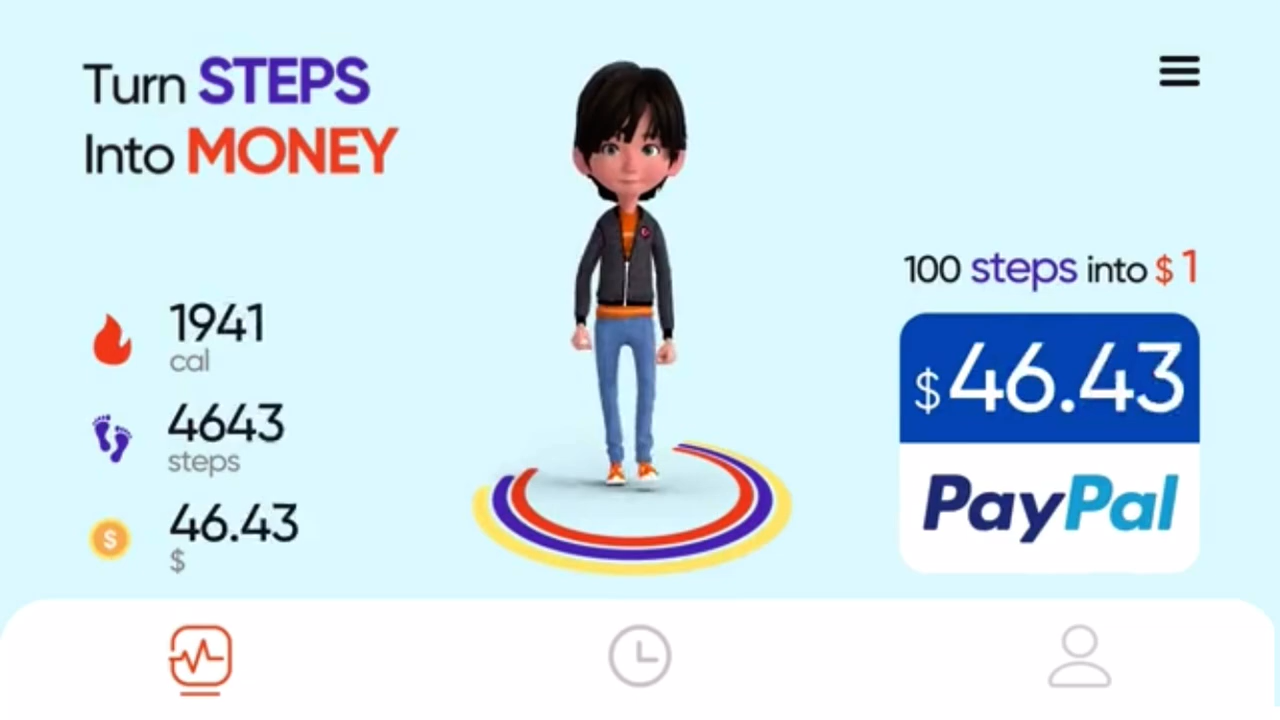 Turn STEPS
Into MONEY
100 steps into $ 1
1941
cal
4643
steps
46.43
$
$46.43
PayPal